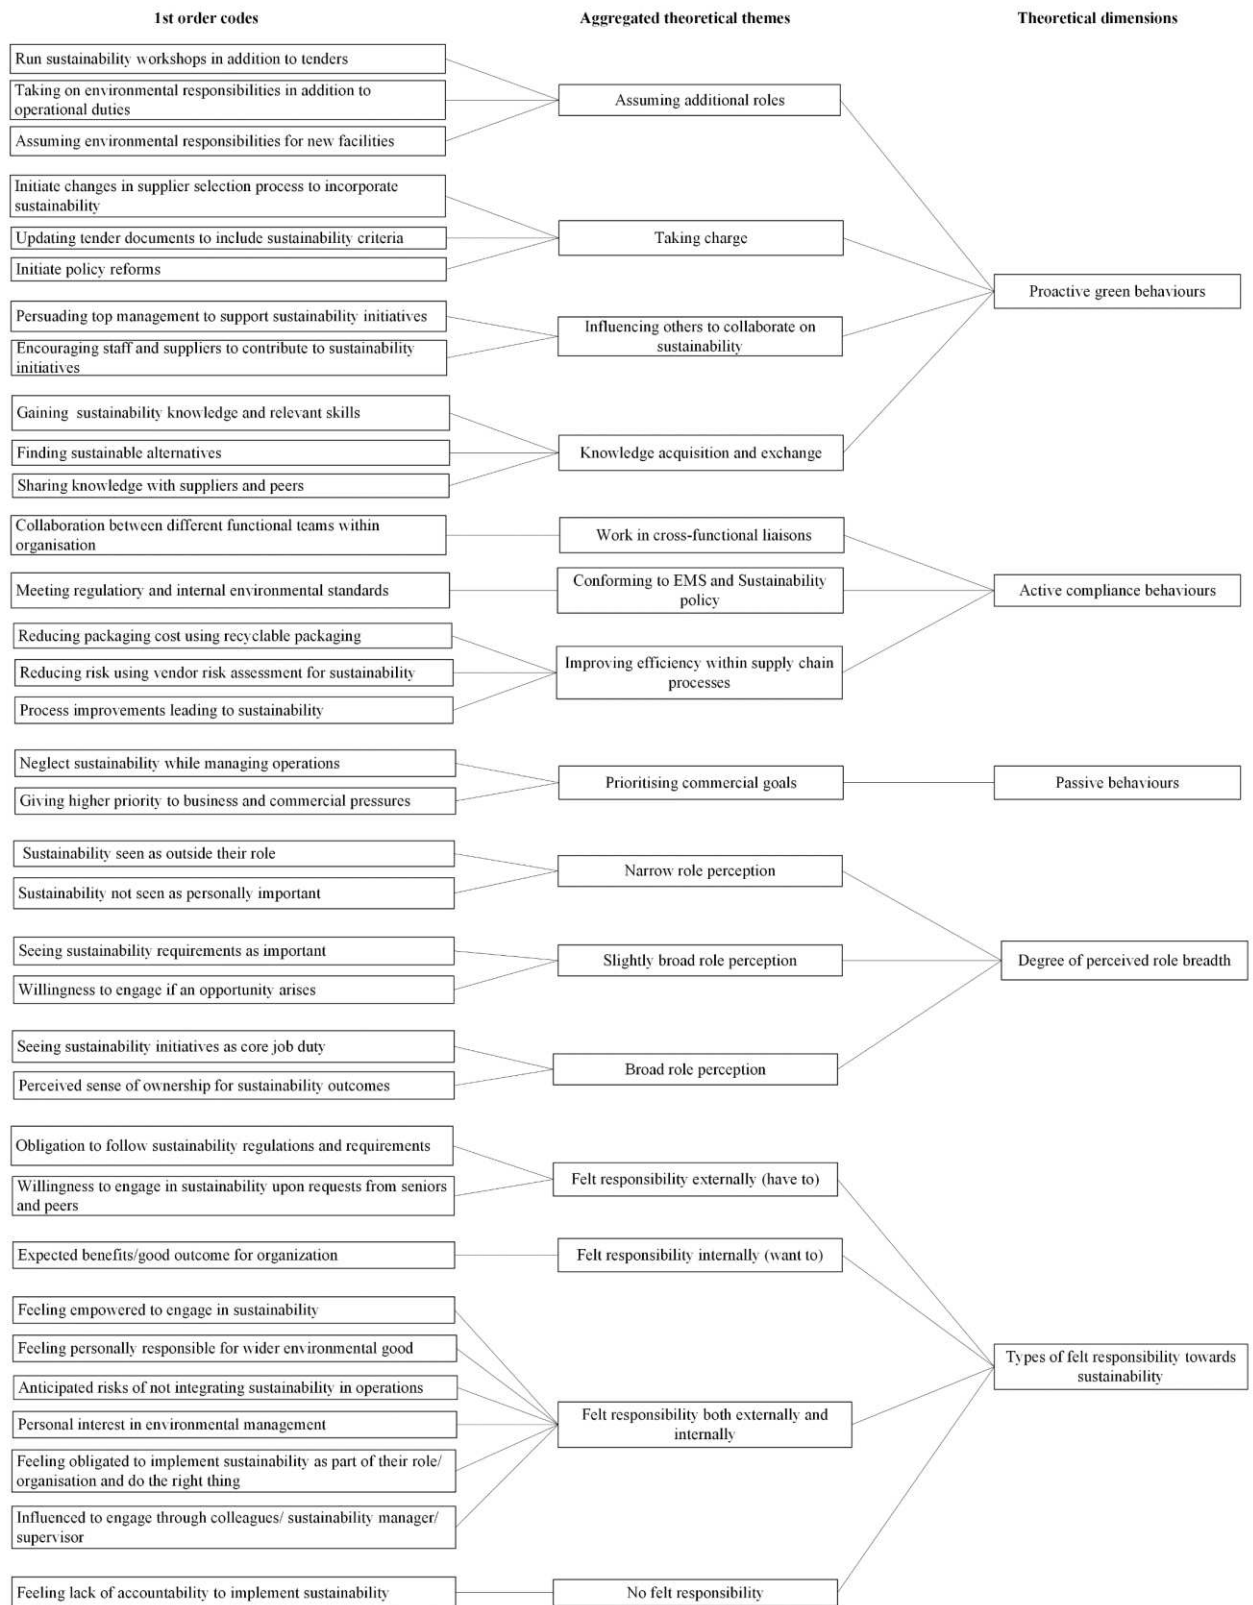 1st order codes
Aggregated theoretical themes
Theoretical dimensions
Run sustainability workshops in addition to tenders
Taking on environmental responsibilities in addition to
operational duties
Assuming environmental responsibilities for new facilities
Assuming additional roles
Initiate changes in supplier selection process to incorporate
sustainability
Updating tender documents to include sustainability criteria
Initiate policy reforms
Taking charge
Persuading top management to support sustainability initiatives
Encouraging staff and suppliers to contribute to sustainability
initiatives
Influencing others to collaborate on
sustainability
Gaining sustainability knowledge and relevant skills
Finding sustainable alternatives
Sharing knowledge with suppliers and peers
Knowledge acquisition and exchange
Proactive green behaviours
Collaboration between different functional teams within
organisation
Work in cross-functional liaisons
Meeting regulatiory and internal environmental standards
Conforming to EMS and Sustainability
policy
Reducing packaging cost using recyclable packaging
Reducing risk using vendor risk assessment for sustainability
Process improvements leading to sustainability
Improving efficiency within supply chain
processes
Active compliance behaviours
Neglect sustainability while managing operations
Giving higher priority to business and commercial pressures
Prioritising commercial goals
Passive behaviours
Sustainability seen as outside their role
Sustainability not seen as personally important
Narrow role perception
Seeing sustainability requirements as important
Willingness to engage if an opportunity arises
Slightly broad role perception
Seeing sustainability initiatives as core job duty
Perceived sense of ownership for sustainability outcomes
Broad role perception
Degree of perceived role breadth
Obligation to follow sustainability regulations and requirements
Willingness to engage in sustainability upon requests from seniors
and peers
Felt responsibility externally (have to)
Expected benefits/good outcome for organization
Felt responsibility internally (want to)
Feeling empowered to engage in sustainability
Feeling personally responsible for wider environmental good
Anticipated risks of not integrating sustainability in operations
Personal interest in environmental management
Feeling obligated to implement sustainability as part of their role/
organisation and do the right thing
Influenced to engage through colleagues/ sustainability manager/
supervisor
Felt responsibility both externally and
internally
Feeling lack of accountability to implement sustainability
No felt responsibility
Types of felt responsibility towards
sustainability